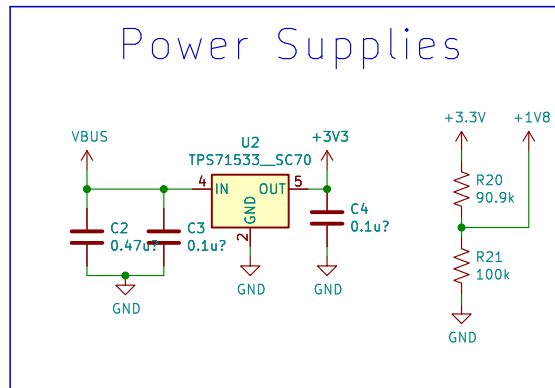 Power Supplies
VBUS
U2
TPS71533__SC70
+3V3
+3.3V
+1V8
4 IN OUT 5
GND
2
C2
0.47u?
C3
0.1u?
C4
0.1u?
R20
90.9k
R21
100k
GND
GND
GND
GND